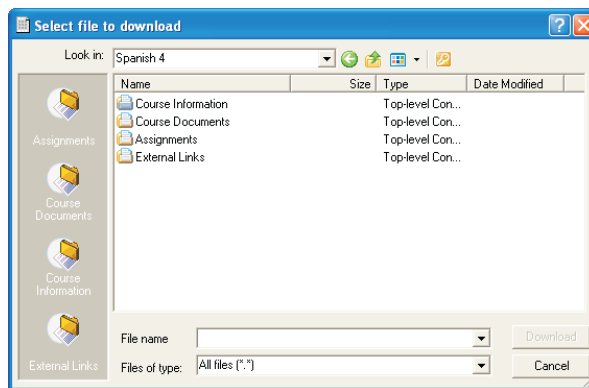 Select file to download
Look in: Spanish 4
Name Size Type Date Modified
Course Information Top-level Con...
Course Documents Top-level Con...
Assignments Top-level Con...
External Links Top-level Con...
Assignments
Course
Documents
Course
Information
External Links
File name Download
Files of type: All files (*.*) Cancel